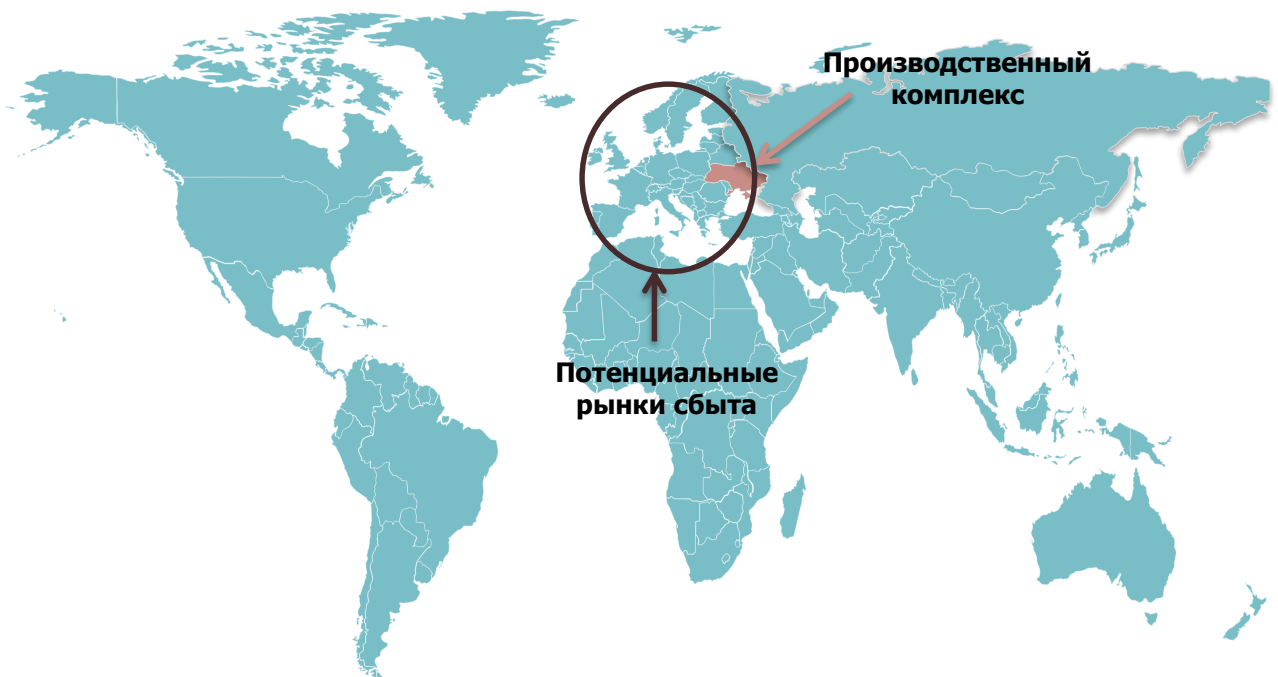 Производственный
комплекс
Потенциальные
рынки сбыта